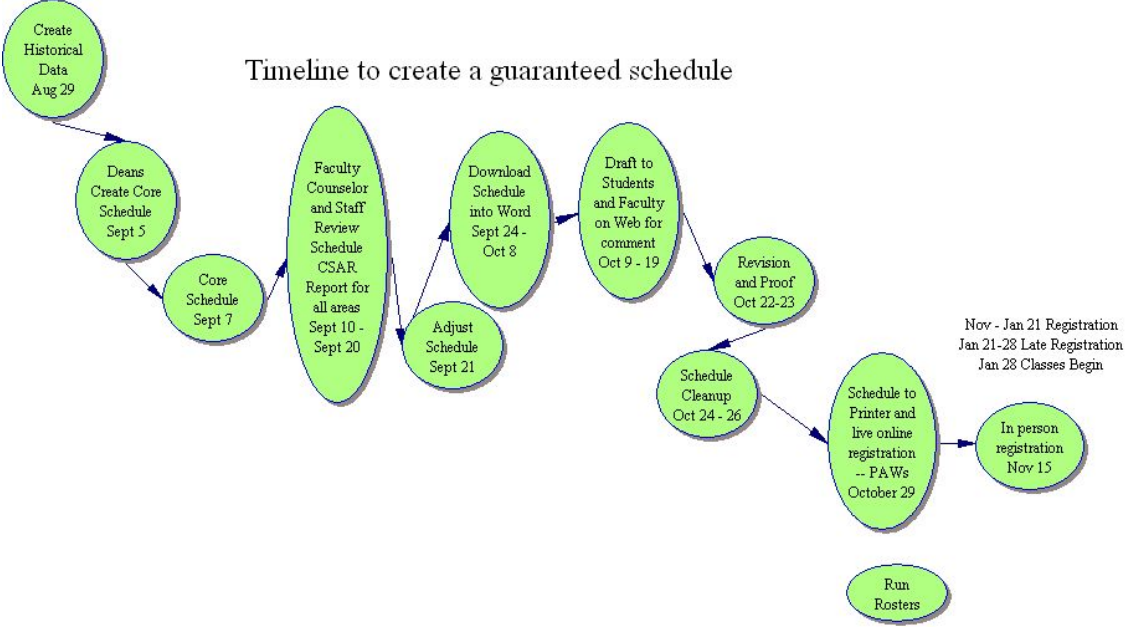 Create
Historical
Data
Aug 29
Timeline to create a guaranteed schedule
Deans
Create Core
Schedule
Sept 5
Core
Schedule
Sept 7
Faculty
Counselor
and Staff
Review
Schedule
CSAR
Report for
all areas
Sept 10 -
Sept 20
Adjust
Schedule
Sept 21
Download
Schedule
into Word
Sept 24 -
Oct 8
Draft to
Students
and Faculty
on Web for
comment
Oct 9 - 19
Revision
and Proof
Oct 22-23
Schedule
Cleanup
Oct 24 - 26
Schedule to
Printer and
live online
registration
-- PAWs
October 29
Nov - Jan 21 Registration
Jan 21-28 Late Registration
Jan 28 Classes Begin
In person
registration
Nov 15
Run
Rosters